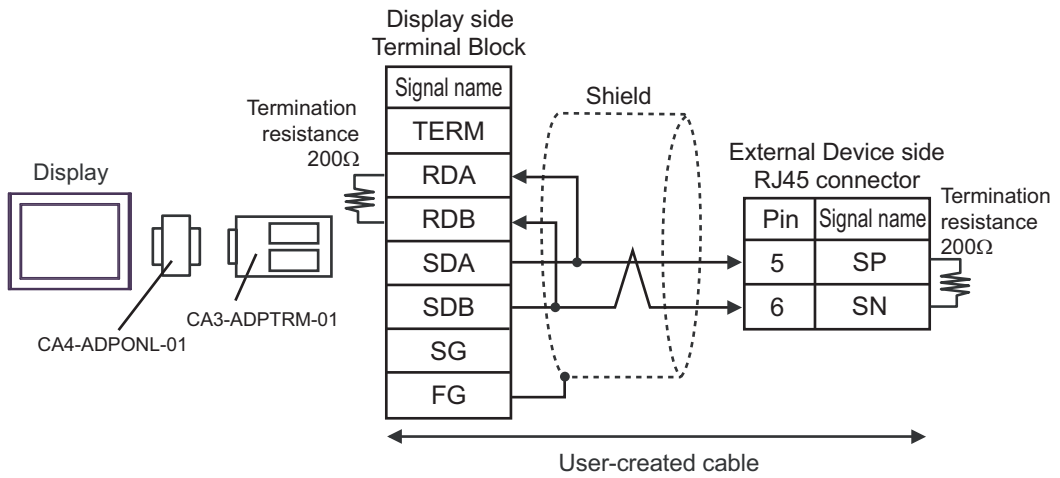 Display side
Terminal Block
Signal name
TERM
RDA
RDB
SDA
SDB
SG
FG
Termination
resistance
200Ω
Shield
Display
CA4-ADPONL-01
CA3-ADPTRM-01
External Device side
RJ45 connector
Pin Signal name
5 SP
6 SN
Termination
resistance
200Ω
User-created cable